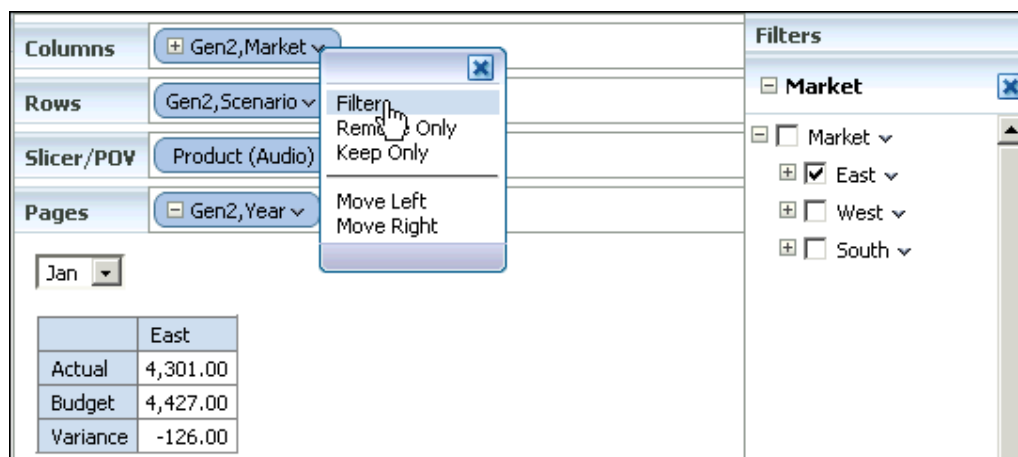 Columns
Gen2,Market
Rows
Gen2,Scenario
Slicer/POV
Product (Audio)
Pages
Gen2,Year
Filter
Only
Keep Only
Move Left
Move Right
Jan
East
Actual 4,301.00
Budget 4,427.00
Variance -126.00
Filters
Market
Market
East
West
South